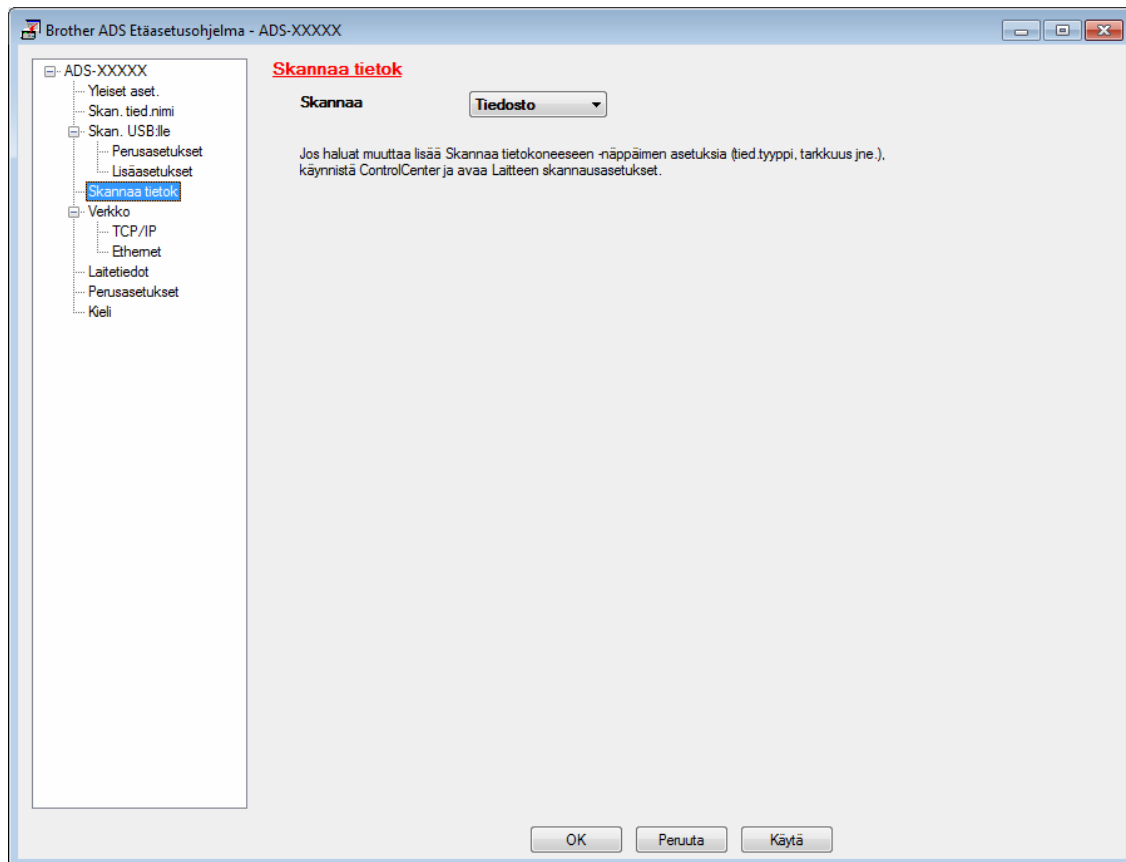 Brother ADS Etäasetusohjelma - ADS-XXXXX
ADS-XXXXX
Yleiset aset.
Skan. tied.nimi
Skan. USB:lle
Perusasetukset
Lisäasetukset
Skannaa tietok
Verkko
TCP/IP
Ethernet
Laitetiedot
Perusasetukset
Kieli
Skannaa tietok
Skannaa Tiedosto
Jos haluat muuttaa lisää Skannaa tietokoneeseen -näppäimen asetuksia (tied.tyyppi, tarkkuus jne.),
käynnistä ControlCenter ja avaa Laitteen skannausasetukset.
OK Peruuta Käytä